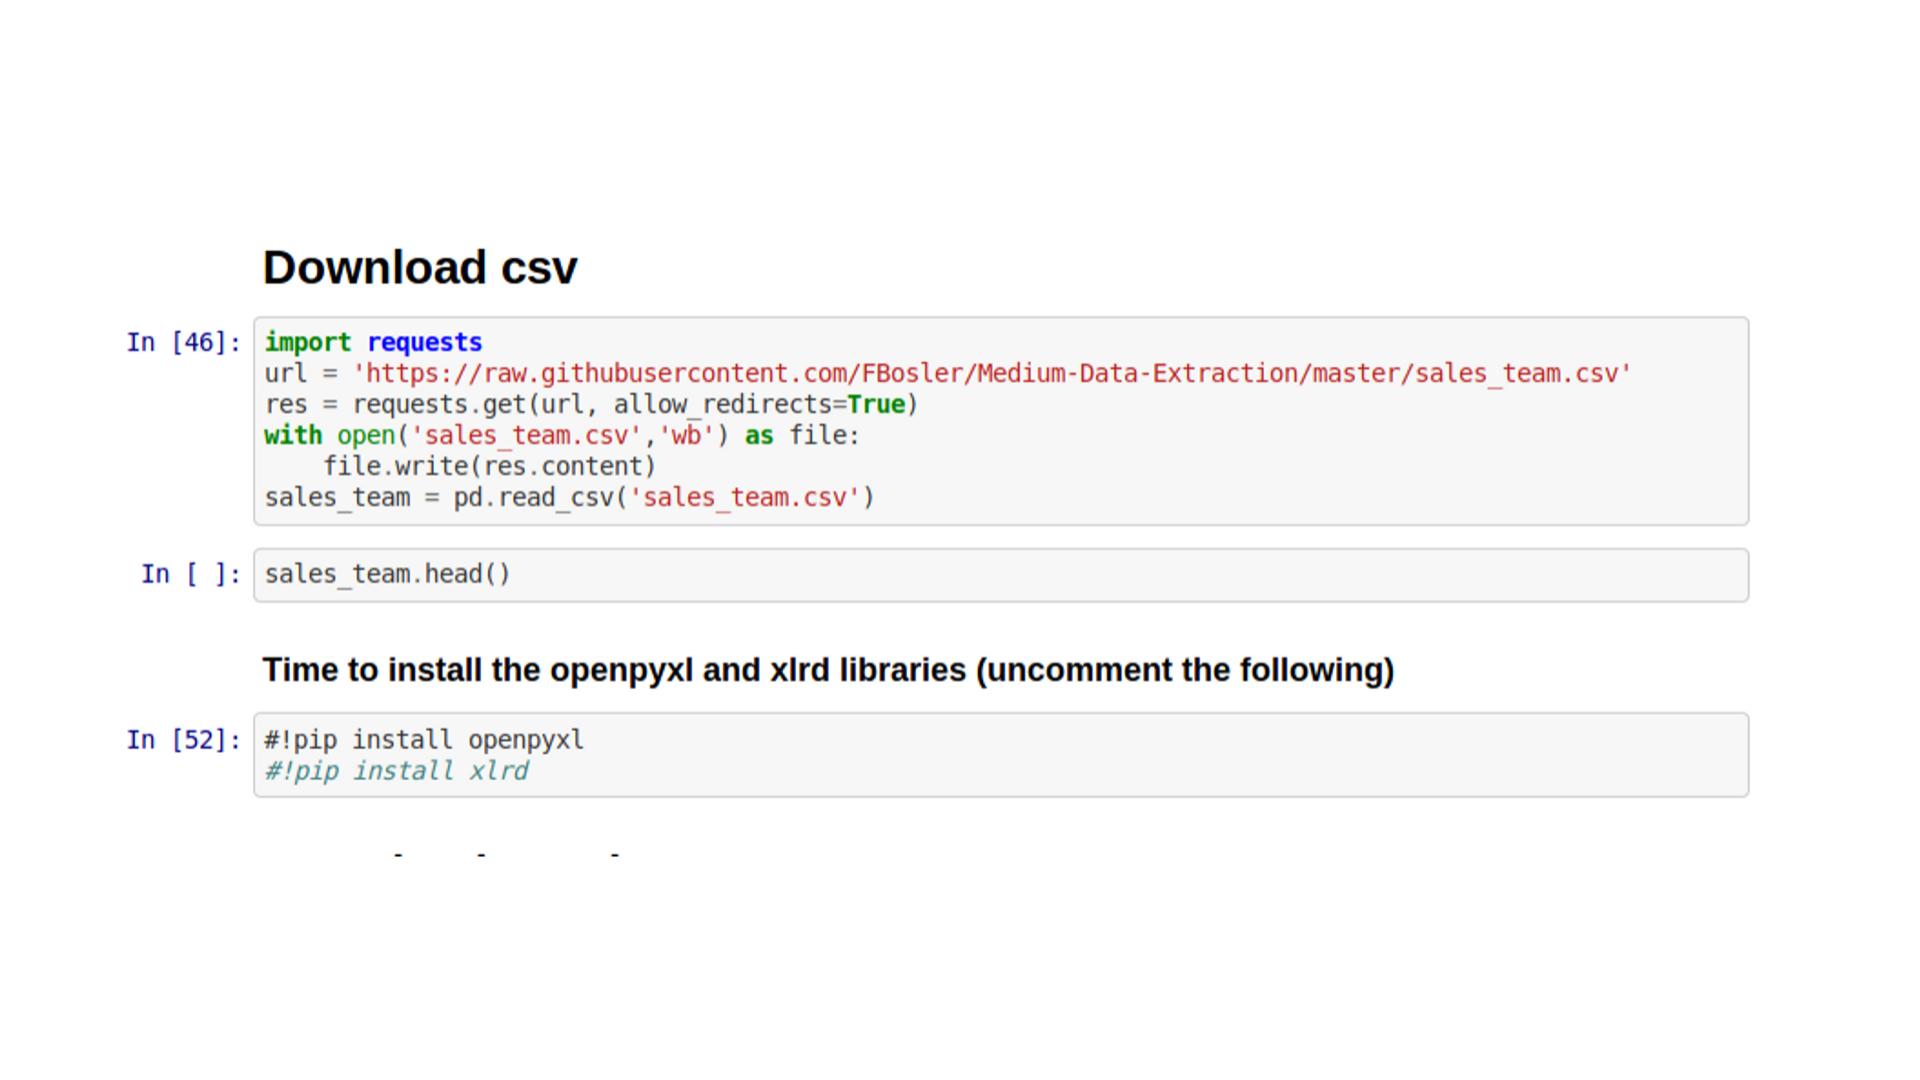 Download csv
In [46]:
import requests
url = 'https://raw.githubusercontent.com/FBosler/Medium-Data-Extraction/master/sales_team.csv'
res = requests.get(url, allow_redirects=True)
with open('sales_team.csv','wb') as file:
    file.write(res.content)
sales_team = pd.read_csv('sales_team.csv')
In [ ]:
sales_team.head()
Time to install the openpyxl and xlrd libraries (uncomment the following)
In [52]:
#!pip install openpyxl
#!pip install xlrd